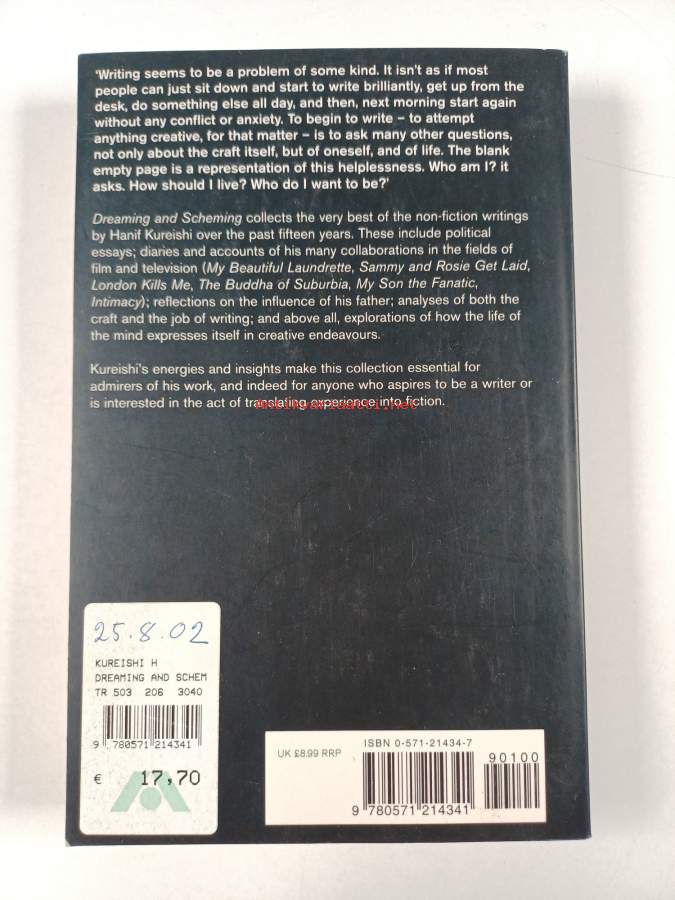 'Writing seems to be a problem of some kind. It isn't as if most
people can just sit down and start to write brilliantly, get up from the
desk, do something else all day, and then, next morning start again
without any conflict or anxiety. To begin to write – to attempt
anything creative, for that matter – is to ask many other questions,
not only about the craft itself, but of oneself, and of life. The blank
empty page is a representation of this helplessness. Who am I? it
asks. How should I live? Who do I want to be?'
Dreaming and Scheming collects the very best of the non-fiction writings
by Hanif Kureishi over the past fifteen years. These include political
essays; diaries and accounts of his many collaborations in the fields of
film and television (My Beautiful Laundrette, Sammy and Rosie Get Laid,
London Kills Me, The Buddha of Suburbia, My Son the Fanatic,
Intimacy); reflections on the influence of his father; analyses of both the
craft and the job of writing; and above all, explorations of how the life of
the mind expresses itself in creative endeavours.
Kureishi's energies and insights make this collection essential for
admirers of his work, and indeed for anyone who aspires to be a writer or
is interested in the act of translating experience into fiction.
Antikvariaatti.net
25.8.02
KUREISHI H
DREAMING AND SCHEM
TR 503 206 3040
9 780571 214341
€ 17,70
UK £8.99 RRP
ISBN 0-571-21434-7
90100
9 780571 214341